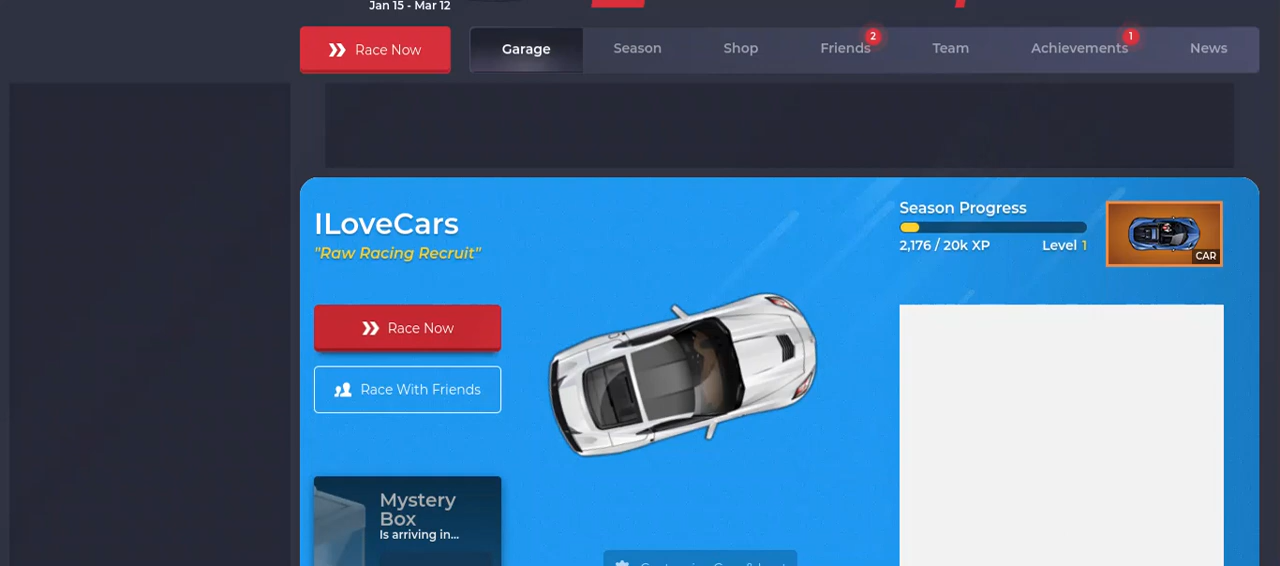 Jan 15 - Mar 12
Race Now
Garage
Season
Shop
Friends
2
Team
Achievements
1
News
ILoveCars
"Raw Racing Recruit"
Season Progress
2,176 / 20k XP
Level 1
CAR
Race Now
Race With Friends
Mystery
Box
Is arriving in...